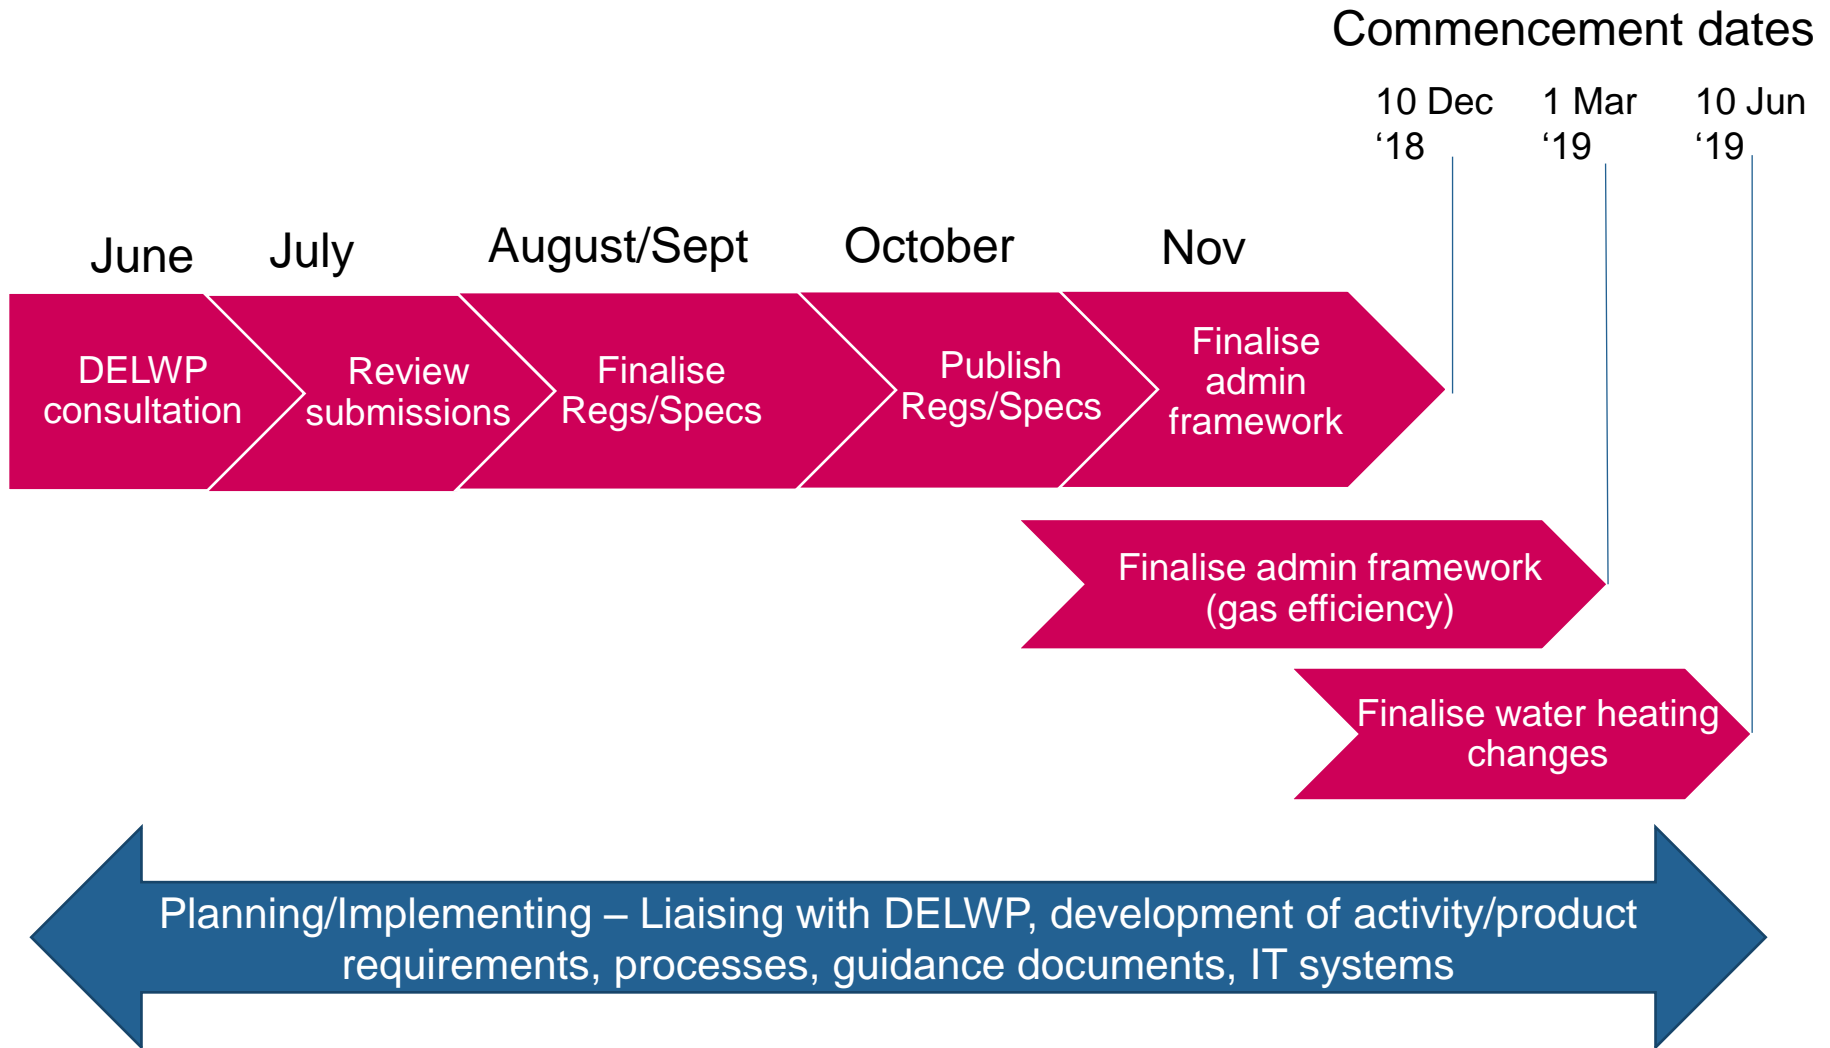 Commencement dates
10 Dec
‘18
1 Mar
‘19
10 Jun
‘19
June
July
August/Sept
October
Nov
DELWP
consultation
Review
submissions
Finalise
Regs/Specs
Publish
Regs/Specs
Finalise
admin
framework
Finalise admin framework
(gas efficiency)
Finalise water heating
changes
Planning/Implementing – Liaising with DELWP, development of activity/product
requirements, processes, guidance documents, IT systems